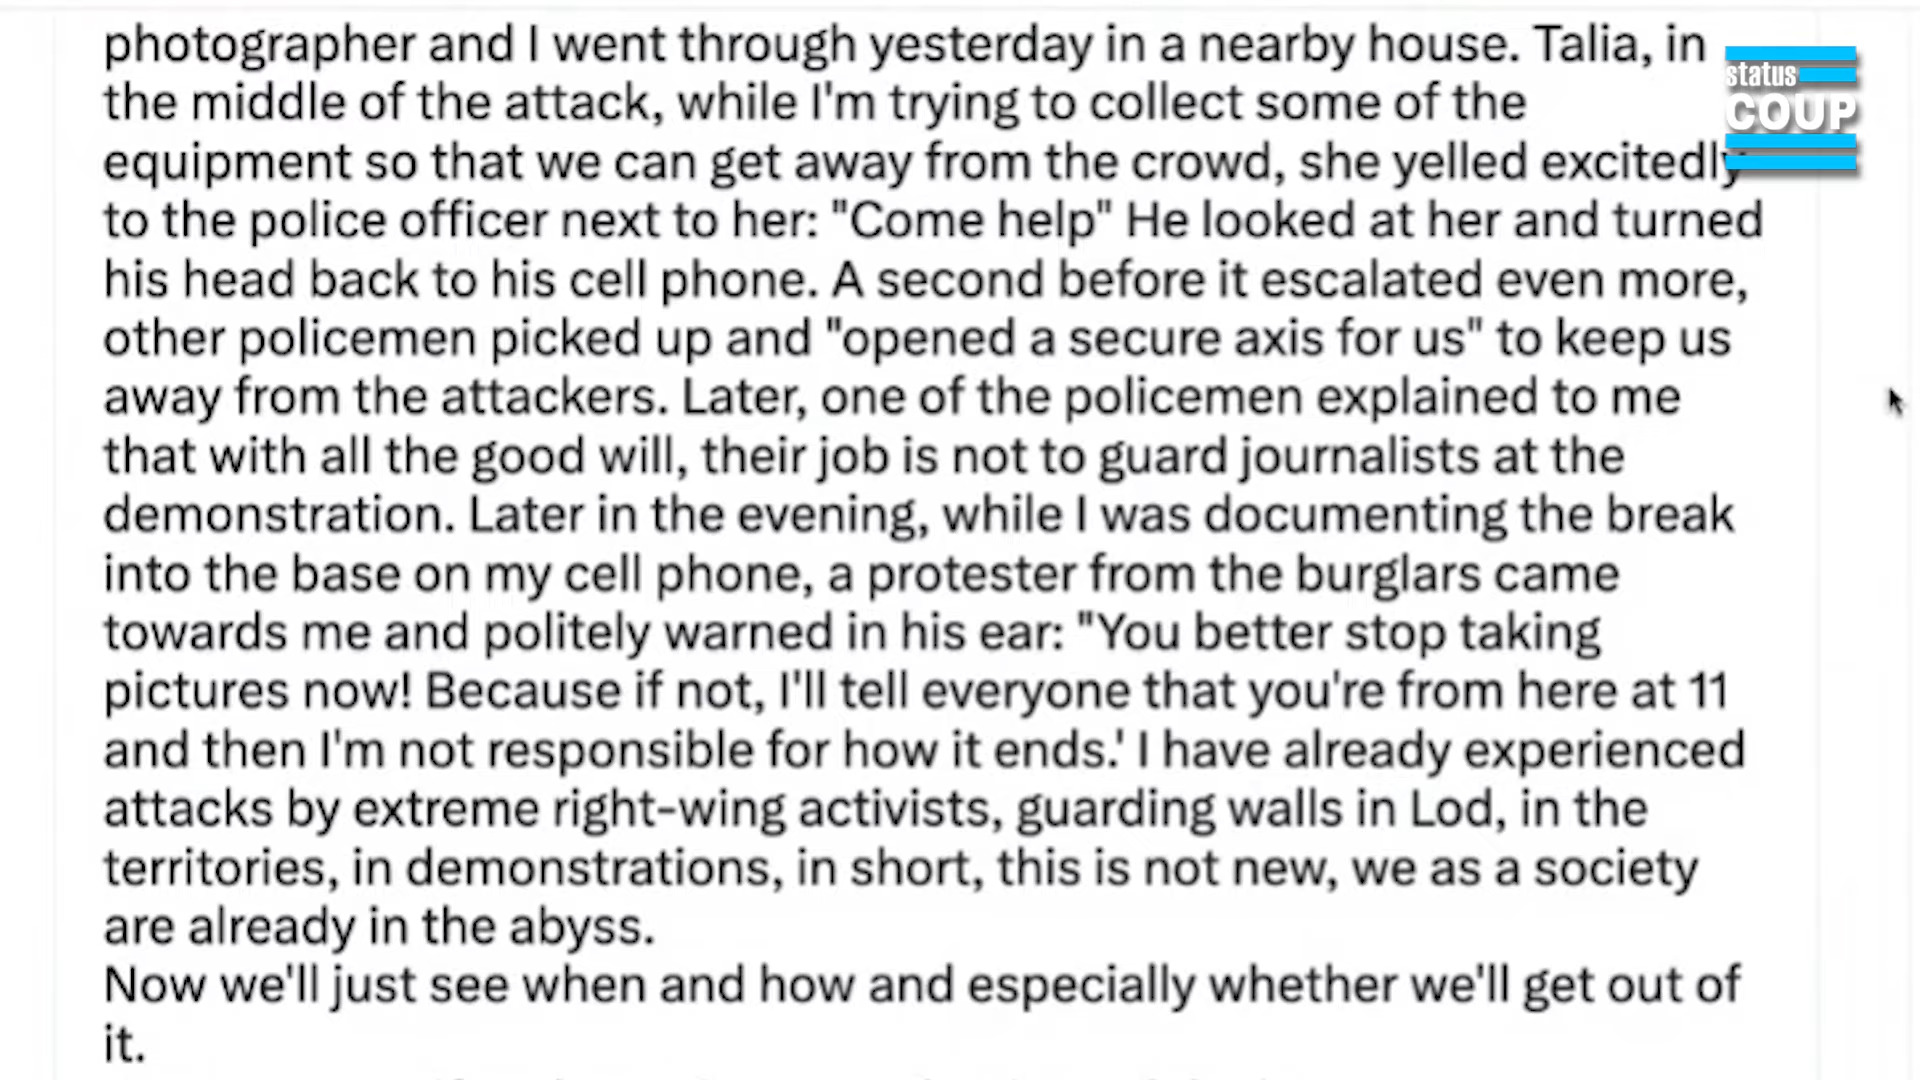 photographer and I went through yesterday in a nearby house. Talia, in
the middle of the attack, while I'm trying to collect some of the
equipment so that we can get away from the crowd, she yelled excitedly
to the police officer next to her: "Come help" He looked at her and turned
his head back to his cell phone. A second before it escalated even more,
other policemen picked up and "opened a secure axis for us" to keep us
away from the attackers. Later, one of the policemen explained to me
that with all the good will, their job is not to guard journalists at the
demonstration. Later in the evening, while I was documenting the break
into the base on my cell phone, a protester from the burglars came
towards me and politely warned in his ear: "You better stop taking
pictures now! Because if not, I'll tell everyone that you're from here at 11
and then I'm not responsible for how it ends.' I have already experienced
attacks by extreme right-wing activists, guarding walls in Lod, in the
territories, in demonstrations, in short, this is not new, we as a society
are already in the abyss.
Now we'll just see when and how and especially whether we'll get out of
it.
status
COUP